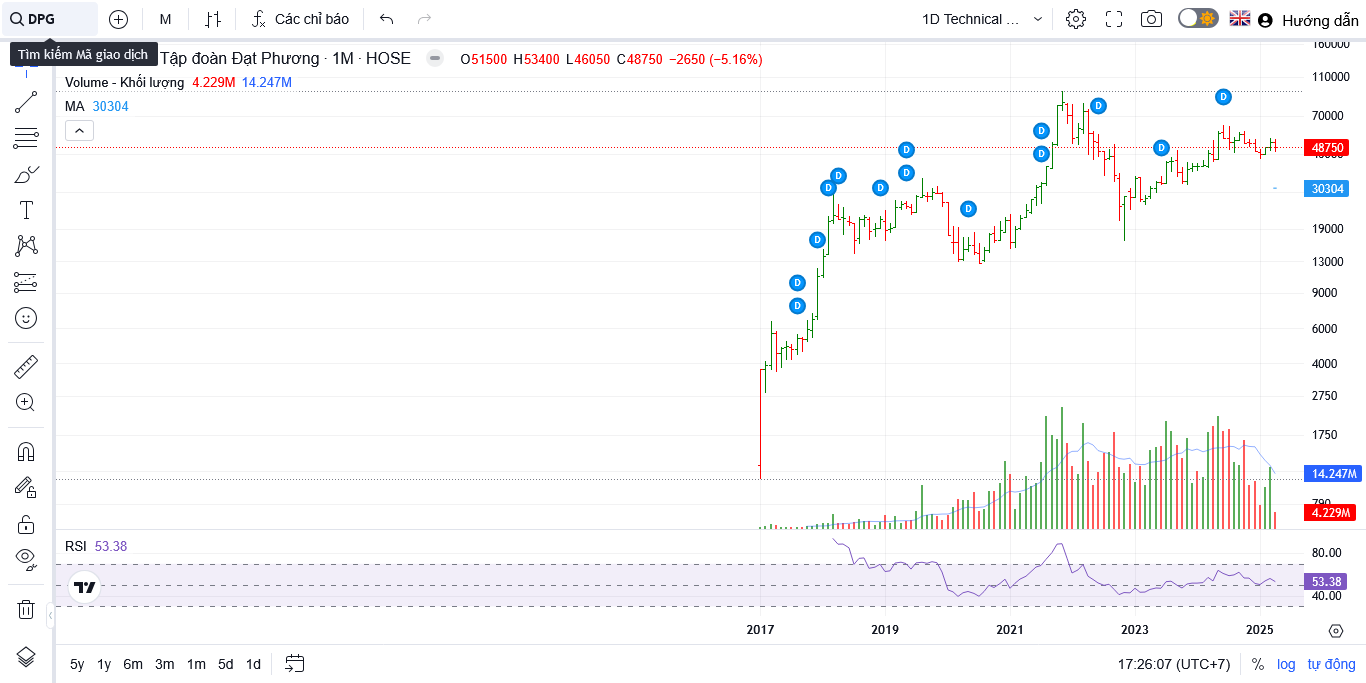 DPG
M
Các chỉ báo
1D Technical ...
Hướng dẫn
Tìm kiếm Mã giao dịch
Tập đoàn Đạt Phương · 1M · HOSE
O51500 H53400 L46050 C48750 −2650 (−5.16%)
Volume - Khối lượng 4.229M 14.247M
MA 30304
160000
110000
70000
48750
30304
19000
13000
9000
6000
4000
2750
1750
14.247M
4.229M
D
D
D
D
D
D
D
D
D
D
D
D
D
D
RSI 53.38
80.00
53.38
40.00
2017 2019 2021 2023 2025
5y 1y 6m 3m 1m 5d 1d
17:26:07 (UTC+7)
% log tự động